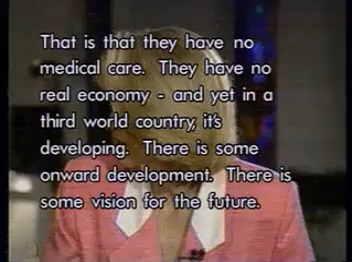 That is that they have no
medical care. They have no
real economy - and yet in a
third world country, it's
developing. There is some
onward development. There is
some vision for the future.